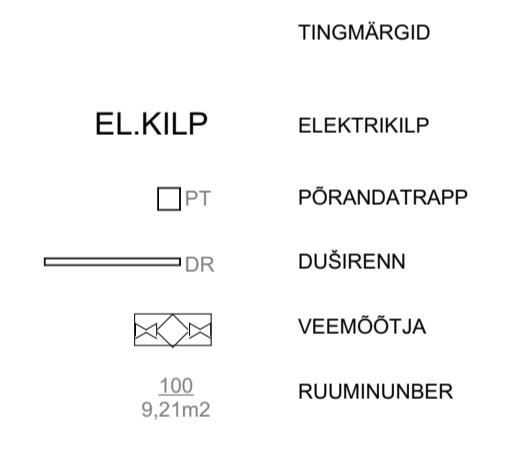 TINGMÄRGID
EL.KILP ELEKTRIKILP
PT PÕRANDATRAPP
DR DUŠIRENN
VEEMÕÕTJA
100 RUUMINUNBER
9,21m2